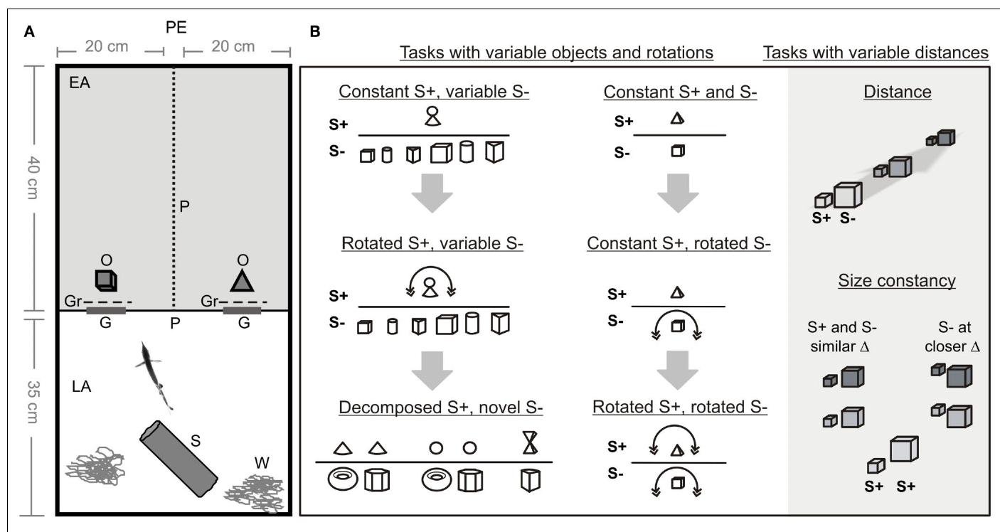 A
PE
20 cm
20 cm
EA
40 cm
P
O
O
Gr
Gr
G
P
G
35 cm
LA
S
W
B
Tasks with variable objects and rotations
Tasks with variable distances
Constant S+, variable S-
S+
S-
Rotated S+, variable S-
S+
S-
Decomposed S+, novel S-
Constant S+ and S-
S+
S-
Constant S+, rotated S-
S+
S-
Rotated S+, rotated S-
S+
S-
Distance
S+ S-
Size constancy
S+ and S-
similar Δ
S- at
closer Δ
S+ S+